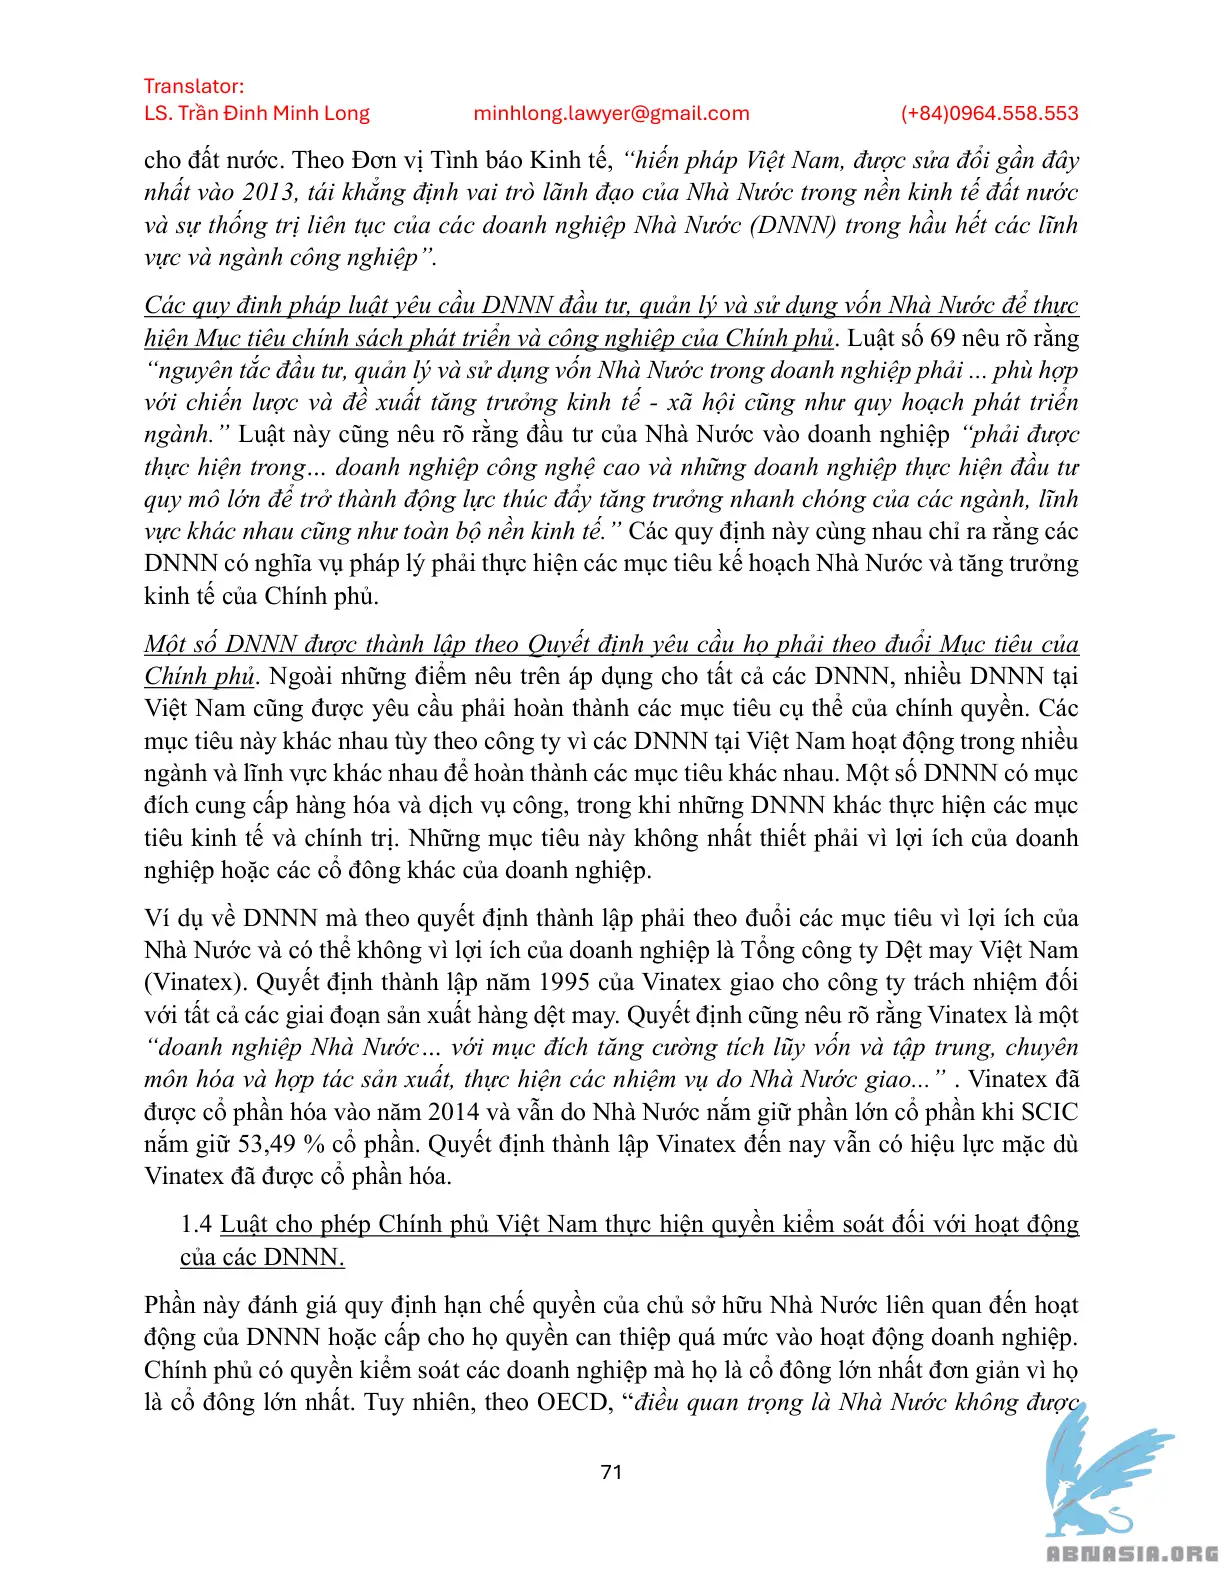 Translator:
LS. Trần Đinh Minh Long minhlong.lawyer@gmail.com (+84)0964.558.553
cho đất nước. Theo Đơn vị Tình báo Kinh tế, “hiến pháp Việt Nam, được sửa đổi gần đây
nhất vào 2013, tái khẳng định vai trò lãnh đạo của Nhà Nước trong nền kinh tế đất nước
và sự thống trị liên tục của các doanh nghiệp Nhà Nước (DNNN) trong hầu hết các lĩnh
vực và ngành công nghiệp”.
Các quy đinh pháp luật yêu cầu DNNN đầu tư, quản lý và sử dụng vốn Nhà Nước để thực
hiện Mục tiêu chính sách phát triển và công nghiệp của Chính phủ. Luật số 69 nêu rõ rằng
“nguyên tắc đầu tư, quản lý và sử dụng vốn Nhà Nước trong doanh nghiệp phải ... phù hợp
với chiến lược và đề xuất tăng trưởng kinh tế - xã hội cũng như quy hoạch phát triển
ngành.” Luật này cũng nêu rõ rằng đầu tư của Nhà Nước vào doanh nghiệp “phải được
thực hiện trong… doanh nghiệp công nghệ cao và những doanh nghiệp thực hiện đầu tư
quy mô lớn để trở thành động lực thúc đẩy tăng trưởng nhanh chóng của các ngành, lĩnh
vực khác nhau cũng như toàn bộ nền kinh tế.” Các quy định này cùng nhau chỉ ra rằng các
DNNN có nghĩa vụ pháp lý phải thực hiện các mục tiêu kế hoạch Nhà Nước và tăng trưởng
kinh tế của Chính phủ.
Một số DNNN được thành lập theo Quyết định yêu cầu họ phải theo đuổi Mục tiêu của
Chính phủ. Ngoài những điểm nêu trên áp dụng cho tất cả các DNNN, nhiều DNNN tại
Việt Nam cũng được yêu cầu phải hoàn thành các mục tiêu cụ thể của chính quyền. Các
mục tiêu này khác nhau tùy theo công ty vì các DNNN tại Việt Nam hoạt động trong nhiều
ngành và lĩnh vực khác nhau để hoàn thành các mục tiêu khác nhau. Một số DNNN có mục
đích cung cấp hàng hóa và dịch vụ công, trong khi những DNNN khác thực hiện các mục
tiêu kinh tế và chính trị. Những mục tiêu này không nhất thiết phải vì lợi ích của doanh
nghiệp hoặc các cổ đông khác của doanh nghiệp.
Ví dụ về DNNN mà theo quyết định thành lập phải theo đuổi các mục tiêu vì lợi ích của
Nhà Nước và có thể không vì lợi ích của doanh nghiệp là Tổng công ty Dệt may Việt Nam
(Vinatex). Quyết định thành lập năm 1995 của Vinatex giao cho công ty trách nhiệm đối
với tất cả các giai đoạn sản xuất hàng dệt may. Quyết định cũng nêu rõ rằng Vinatex là một
“doanh nghiệp Nhà Nước… với mục đích tăng cường tích lũy vốn và tập trung, chuyên
môn hóa và hợp tác sản xuất, thực hiện các nhiệm vụ do Nhà Nước giao...” . Vinatex đã
được cổ phần hóa vào năm 2014 và vẫn do Nhà Nước nắm giữ phần lớn cổ phần khi SCIC
nắm giữ 53,49 % cổ phần. Quyết định thành lập Vinatex đến nay vẫn có hiệu lực mặc dù
Vinatex đã được cổ phần hóa.
1.4 Luật cho phép Chính phủ Việt Nam thực hiện quyền kiểm soát đối với hoạt động
của các DNNN.
Phần này đánh giá quy định hạn chế quyền của chủ sở hữu Nhà Nước liên quan đến hoạt
động của DNNN hoặc cấp cho họ quyền can thiệp quá mức vào hoạt động doanh nghiệp.
Chính phủ có quyền kiểm soát các doanh nghiệp mà họ là cổ đông lớn nhất đơn giản vì họ
là cổ đông lớn nhất. Tuy nhiên, theo OECD, “điều quan trọng là Nhà Nước không được
71
ABNASIA.ORG